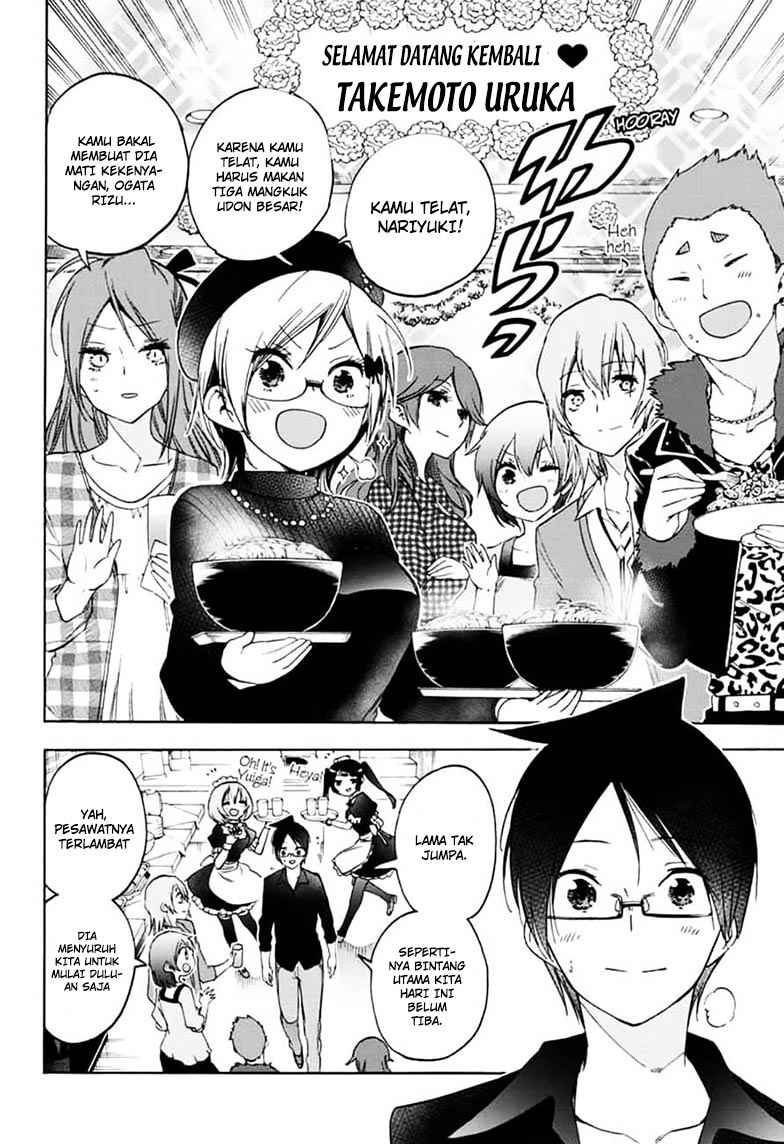 SELAMAT DATANG KEMBALI ♥
TAKEMOTO URUKA
HOORAY
KAMU TELAT,
NARIYUKI!
KARENA KAMU
TELAT, KAMU
HARUS MAKAN
TIGA MANGKUK
UDON BESAR!
KAMU BAKAL
MEMBUAT DIA
MATI KEKENYA-
NGAN, OGATA
RIZU...
Heh
heh...♪
LAMA TAK
JUMPA.
SEPERTI-
NYA BINTANG
UTAMA KITA
HARI INI
BELUM
TIBA.
Heya!
Oh! It's
Yuiga!
YAH,
PESAWATNYA
TERLAMBAT
DIA
MENYURUH
KITA UNTUK
MULAI DULU-
AN SAJA